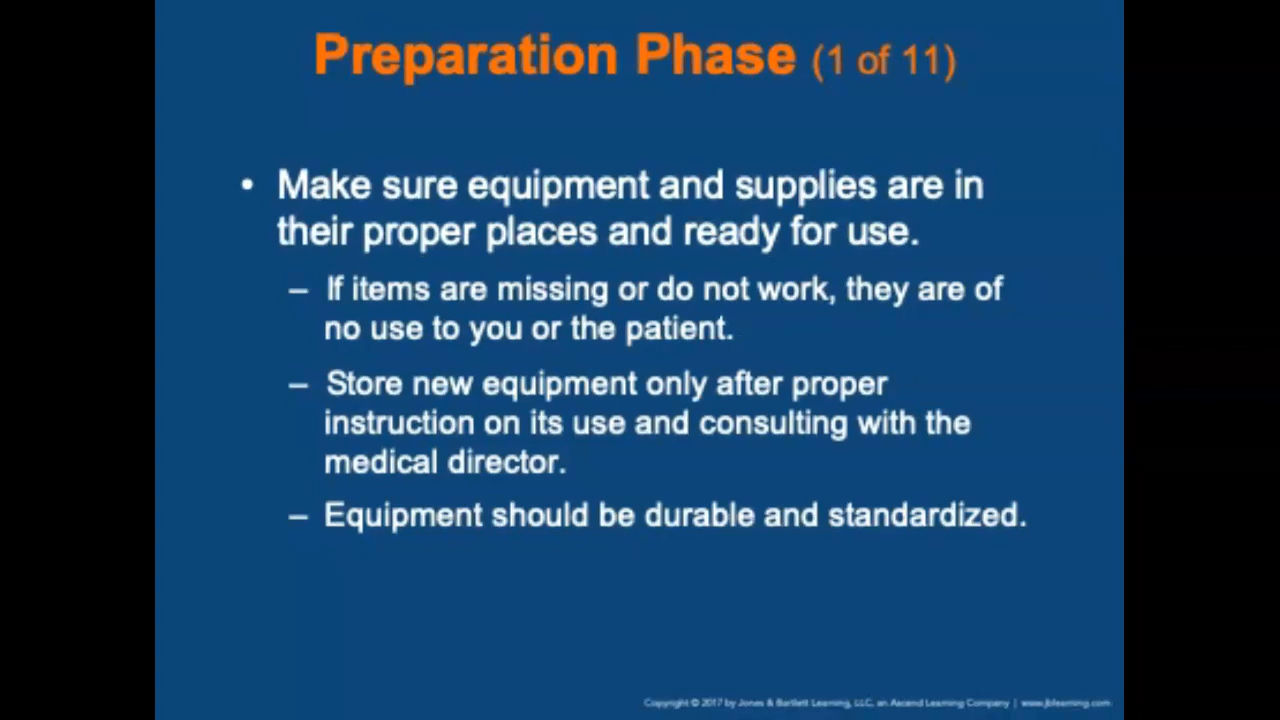 Preparation Phase (1 of 11)
• Make sure equipment and supplies are in
their proper places and ready for use.
– If items are missing or do not work, they are of
no use to you or the patient.
– Store new equipment only after proper
instruction on its use and consulting with the
medical director.
– Equipment should be durable and standardized.
Copyright © 2017 by Jones & Bartlett Learning, LLC, an Ascend Learning Company | www.jblearning.com